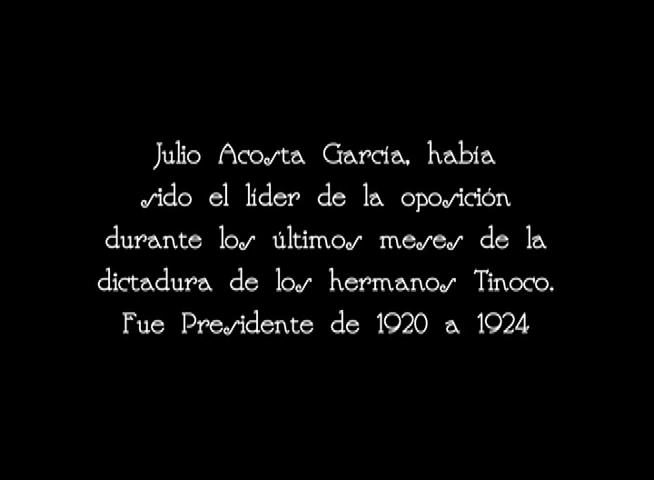 Julio Acosta García, había
sido el líder de la oposición
durante los últimos meses de la
dictadura de los hermanos Tinoco.
Fue Presidente de 1920 a 1924